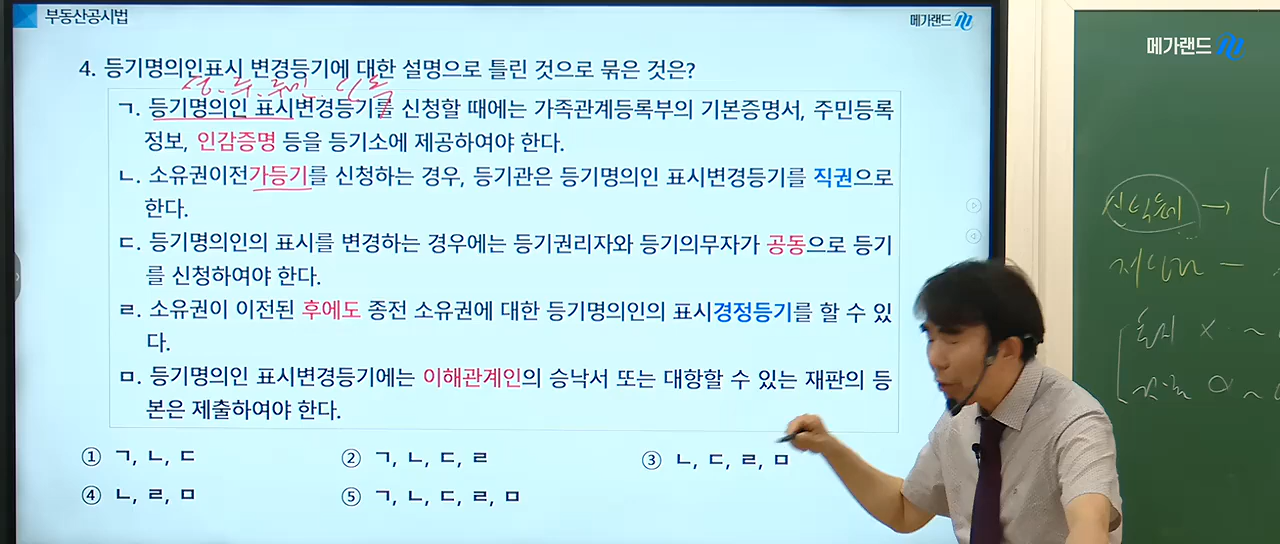 부동산공시법
메가랜드
메가랜드
4. 등기명의인표시 변경등기에 대한 설명으로 틀린 것으로 묶은 것은?
ㄱ. 등기명의인 표시변경등기를 신청할 때에는 가족관계등록부의 기본증명서, 주민등록
정보, 인감증명 등을 등기소에 제공하여야 한다.
ㄴ. 소유권이전가등기를 신청하는 경우, 등기관은 등기명의인 표시변경등기를 직권으로
한다.
ㄷ. 등기명의인의 표시를 변경하는 경우에는 등기권리자와 등기의무자가 공동으로 등기
를 신청하여야 한다.
ㄹ. 소유권이 이전된 후에도 종전 소유권에 대한 등기명의인의 표시경정등기를 할 수 있
다.
ㅁ. 등기명의인 표시변경등기에는 이해관계인의 승낙서 또는 대항할 수 있는 재판의 등
본은 제출하여야 한다.
① ㄱ, ㄴ, ㄷ ② ㄱ, ㄴ, ㄷ, ㄹ ③ ㄴ, ㄷ, ㄹ, ㅁ
④ ㄴ, ㄹ, ㅁ ⑤ ㄱ, ㄴ, ㄷ, ㄹ, ㅁ